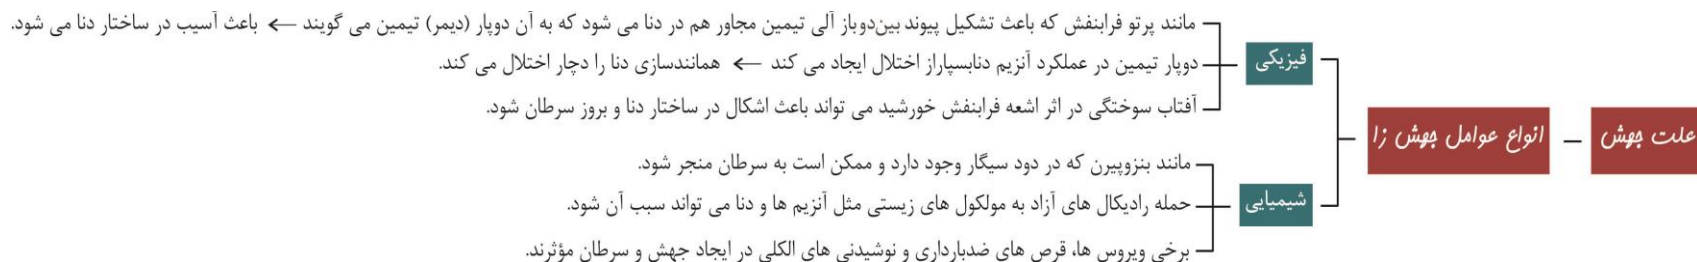 علت جهش
انواع عوامل جهش زا
فیزیکی
مانند پرتو فرابنفش که باعث تشکیل پیوند بین‌دوباز آلی تیمین مجاور هم در دنا می شود که به آن دوپار (دیمر) تیمین می گویند ← باعث آسیب در ساختار دنا می شود.
دوپار تیمین در عملکرد آنزیم دنابسپاراز اختلال ایجاد می کند ← همانندسازی دنا را دچار اختلال می کند.
آفتاب سوختگی در اثر اشعه فرابنفش خورشید می تواند باعث اشکال در ساختار دنا و بروز سرطان شود.
شیمیایی
مانند بنزوپیرن که در دود سیگار وجود دارد و ممکن است به سرطان منجر شود.
حمله رادیکال های آزاد به مولکول های زیستی مثل آنزیم ها و دنا می تواند سبب آن شود.
برخی ویروس ها، قرص های ضدبارداری و نوشیدنی های الکلی در ایجاد جهش و سرطان مؤثرند.